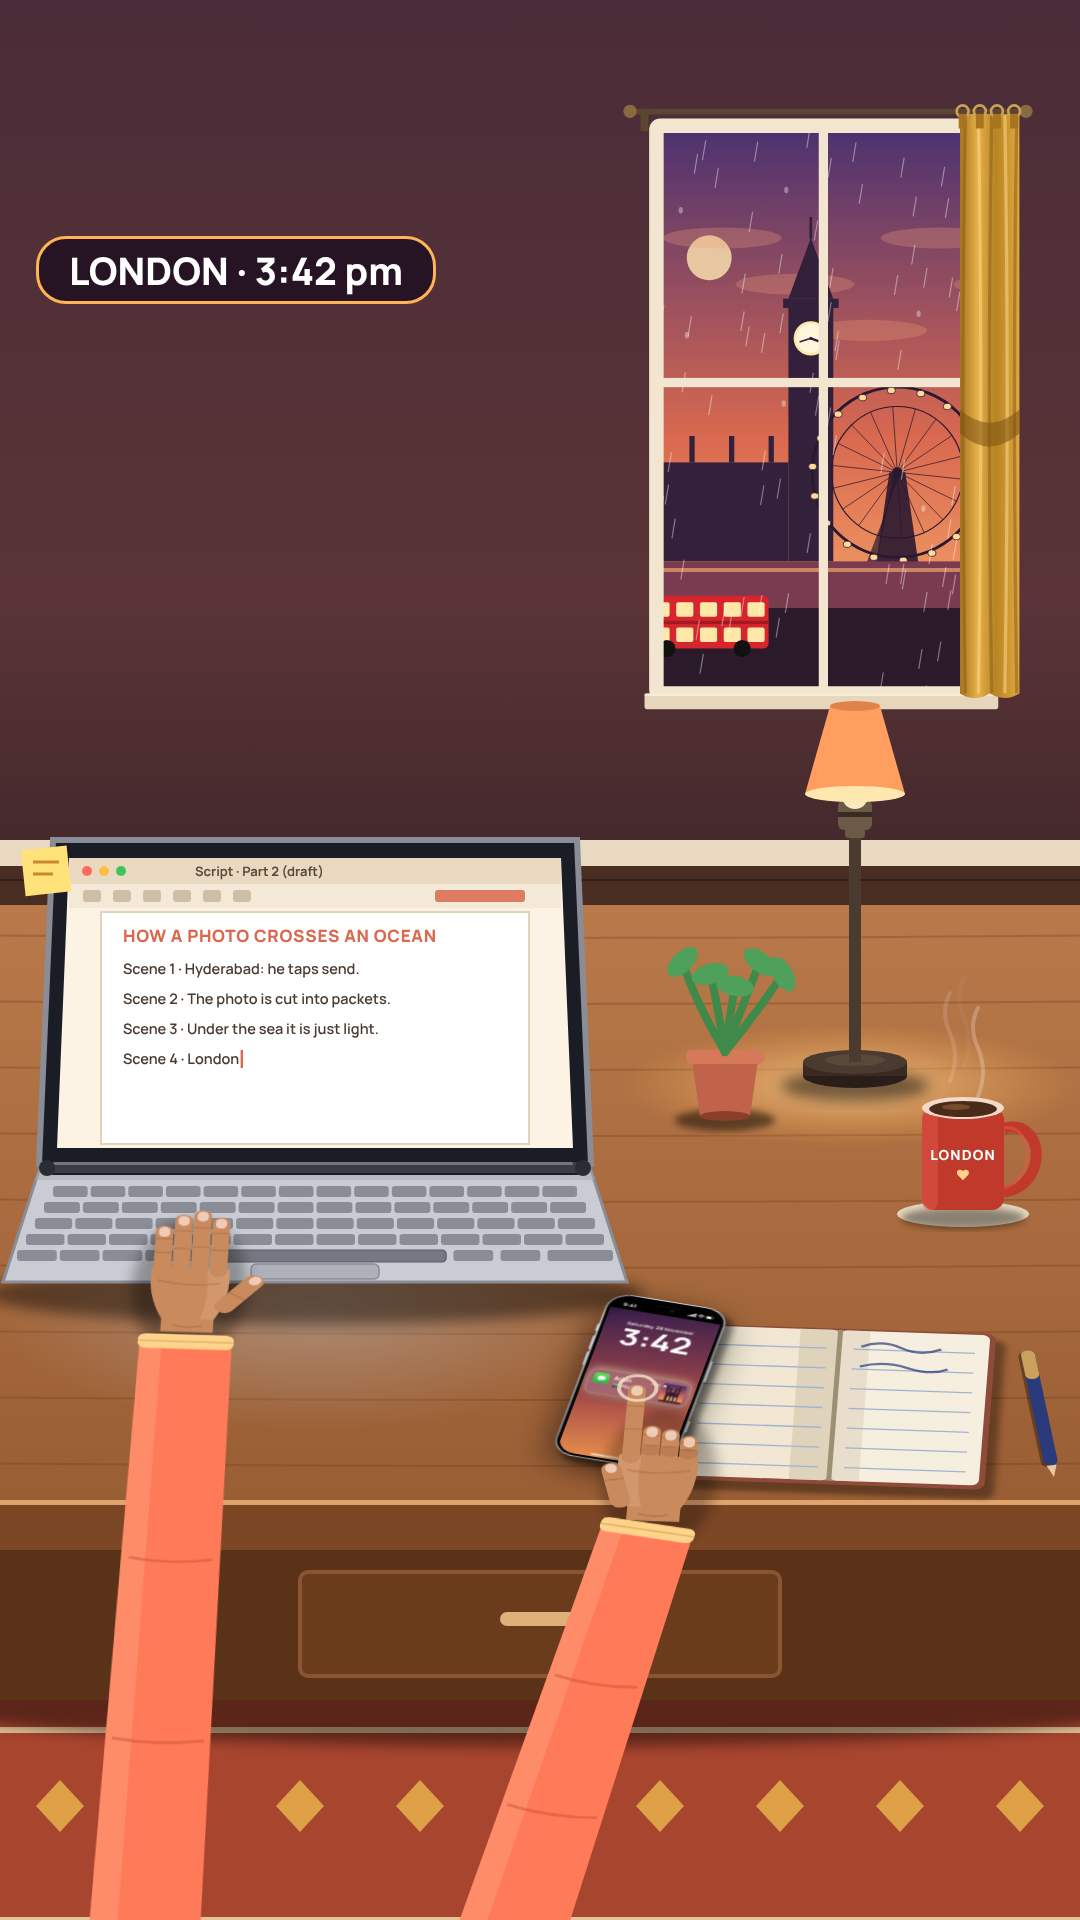 LONDON · 3:42 pm
Script · Part 2 (draft)
HOW A PHOTO CROSSES AN OCEAN
Scene 1 · Hyderabad: he taps send.
Scene 2 · The photo is cut into packets.
Scene 3 · Under the sea it is just light.
Scene 4 · London
LONDON
3:42